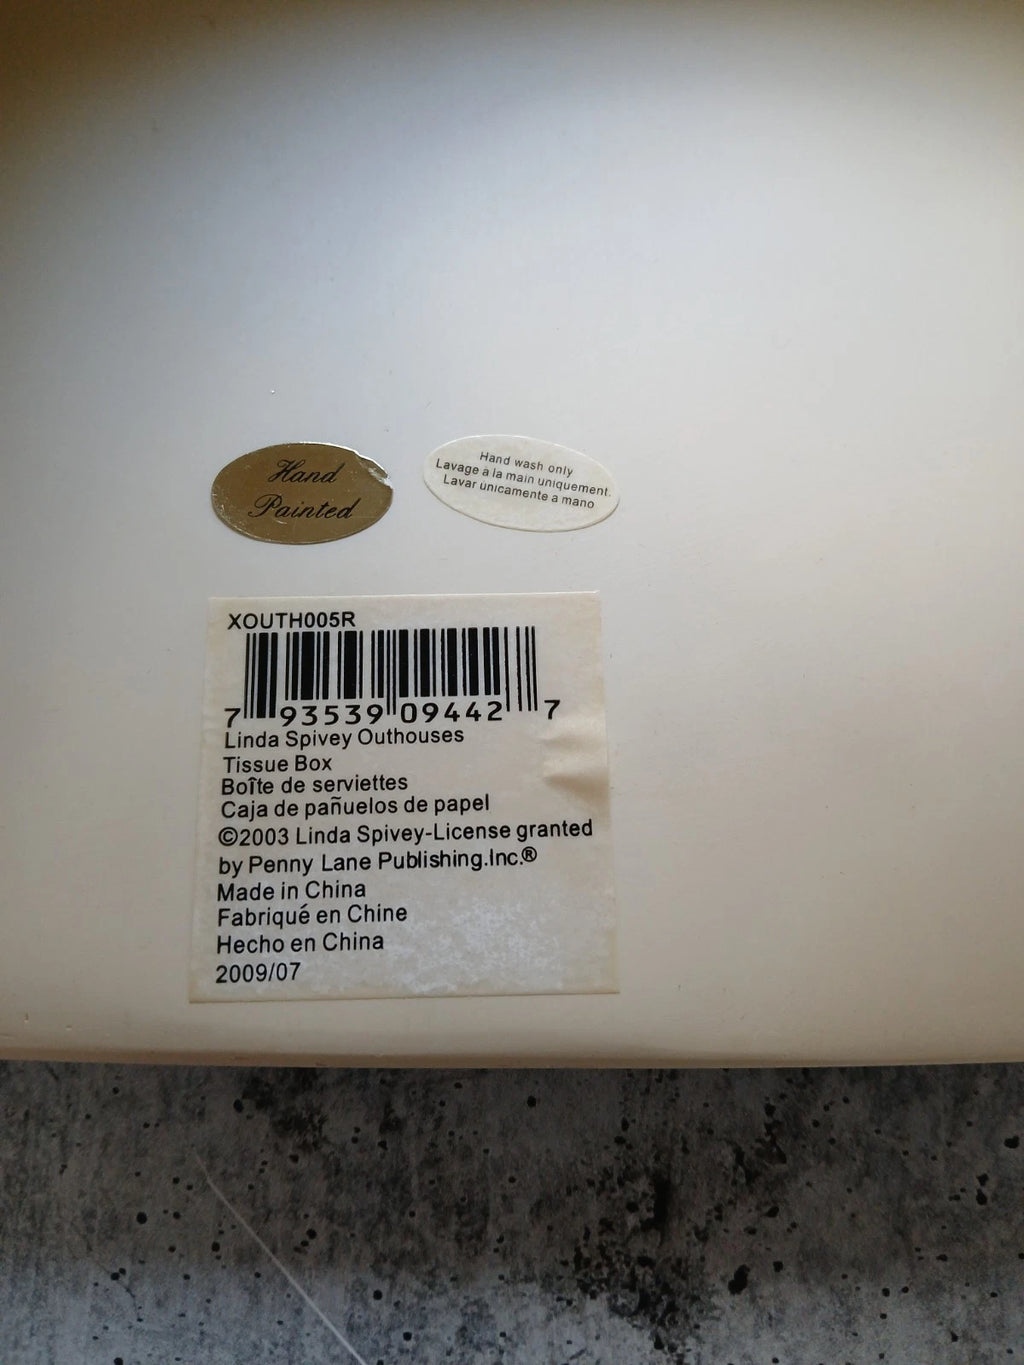 Hand
Painted
Hand wash only
Lavage à la main uniquement.
Lavar únicamente a mano
XOUTH005R
7 93539 09442 7
Linda Spivey Outhouses
Tissue Box
Boîte de serviettes
Caja de pañuelos de papel
©2003 Linda Spivey-License granted
by Penny Lane Publishing.Inc.®
Made in China
Fabriqué en Chine
Hecho en China
2009/07